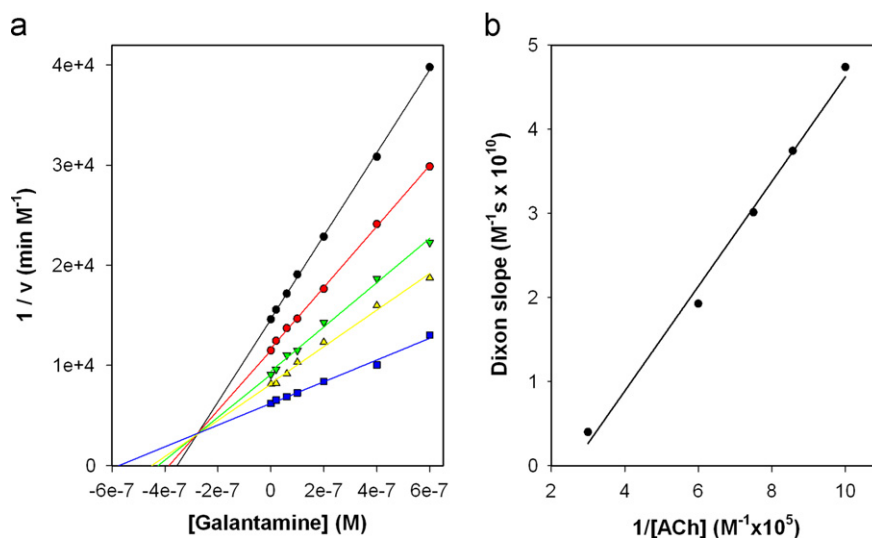 a
4e+4
3e+4
2e+4
1e+4
0
1 / v (min M⁻¹)
-6e-7 -4e-7 -2e-7 0 2e-7 4e-7 6e-7
[Galantamine] (M)
b
5
4
3
2
1
0
Dixon slope (M⁻¹s x 10¹⁰)
2 4 6 8 10
1/[ACh] (M⁻¹x10⁵)